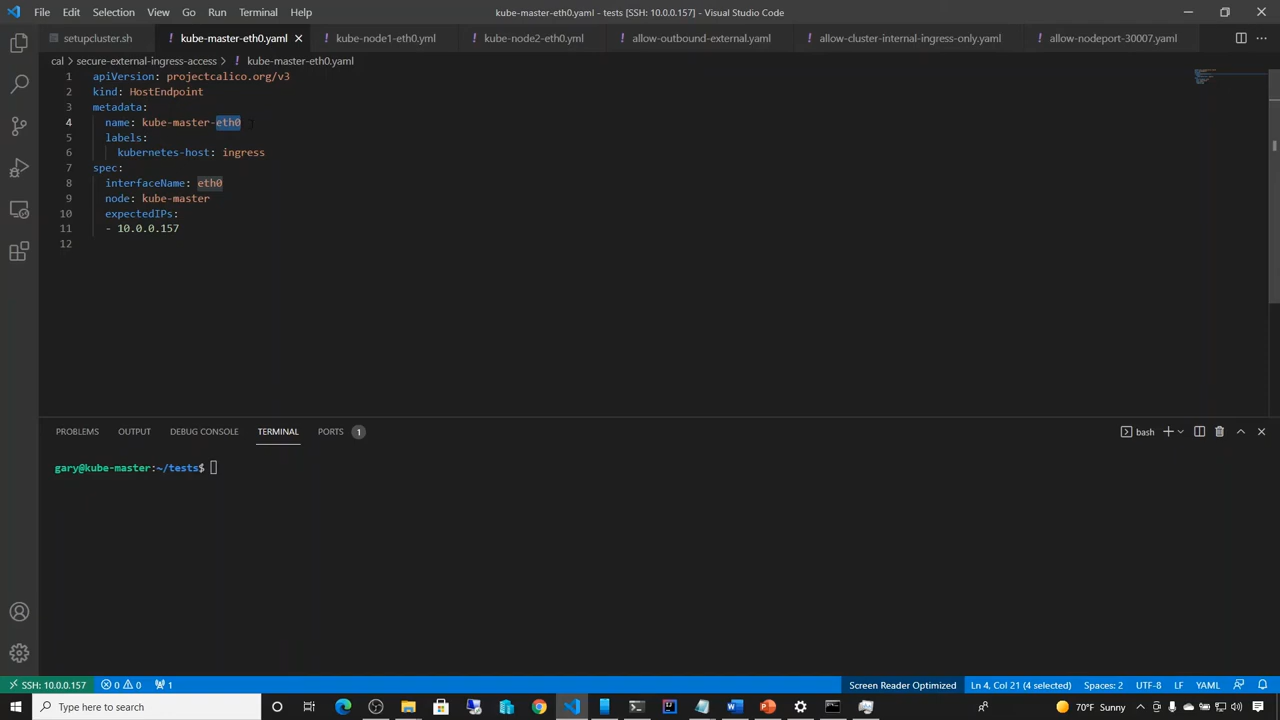 File Edit Selection View Go Run Terminal Help kube-master-eth0.yaml - tests [SSH: 10.0.0.157] - Visual Studio Code
setupcluster.sh ! kube-master-eth0.yaml ! kube-node1-eth0.yml ! kube-node2-eth0.yml ! allow-outbound-external.yaml ! allow-cluster-internal-ingress-only.yaml ! allow-nodeport-30007.yaml
cal > secure-external-ingress-access > ! kube-master-eth0.yaml
1 apiVersion: projectcalico.org/v3
2 kind: HostEndpoint
3 metadata:
4 name: kube-master-eth0
5 labels:
6 kubernetes-host: ingress
7 spec:
8 interfaceName: eth0
9 node: kube-master
10 expectedIPs:
11 - 10.0.0.157
12
PROBLEMS OUTPUT DEBUG CONSOLE TERMINAL PORTS 1 bash
gary@kube-master:~/tests$
SSH: 10.0.0.157 0 0 1 Screen Reader Optimized Ln 4, Col 21 (4 selected) Spaces: 2 UTF-8 LF YAML
Type here to search 70°F Sunny